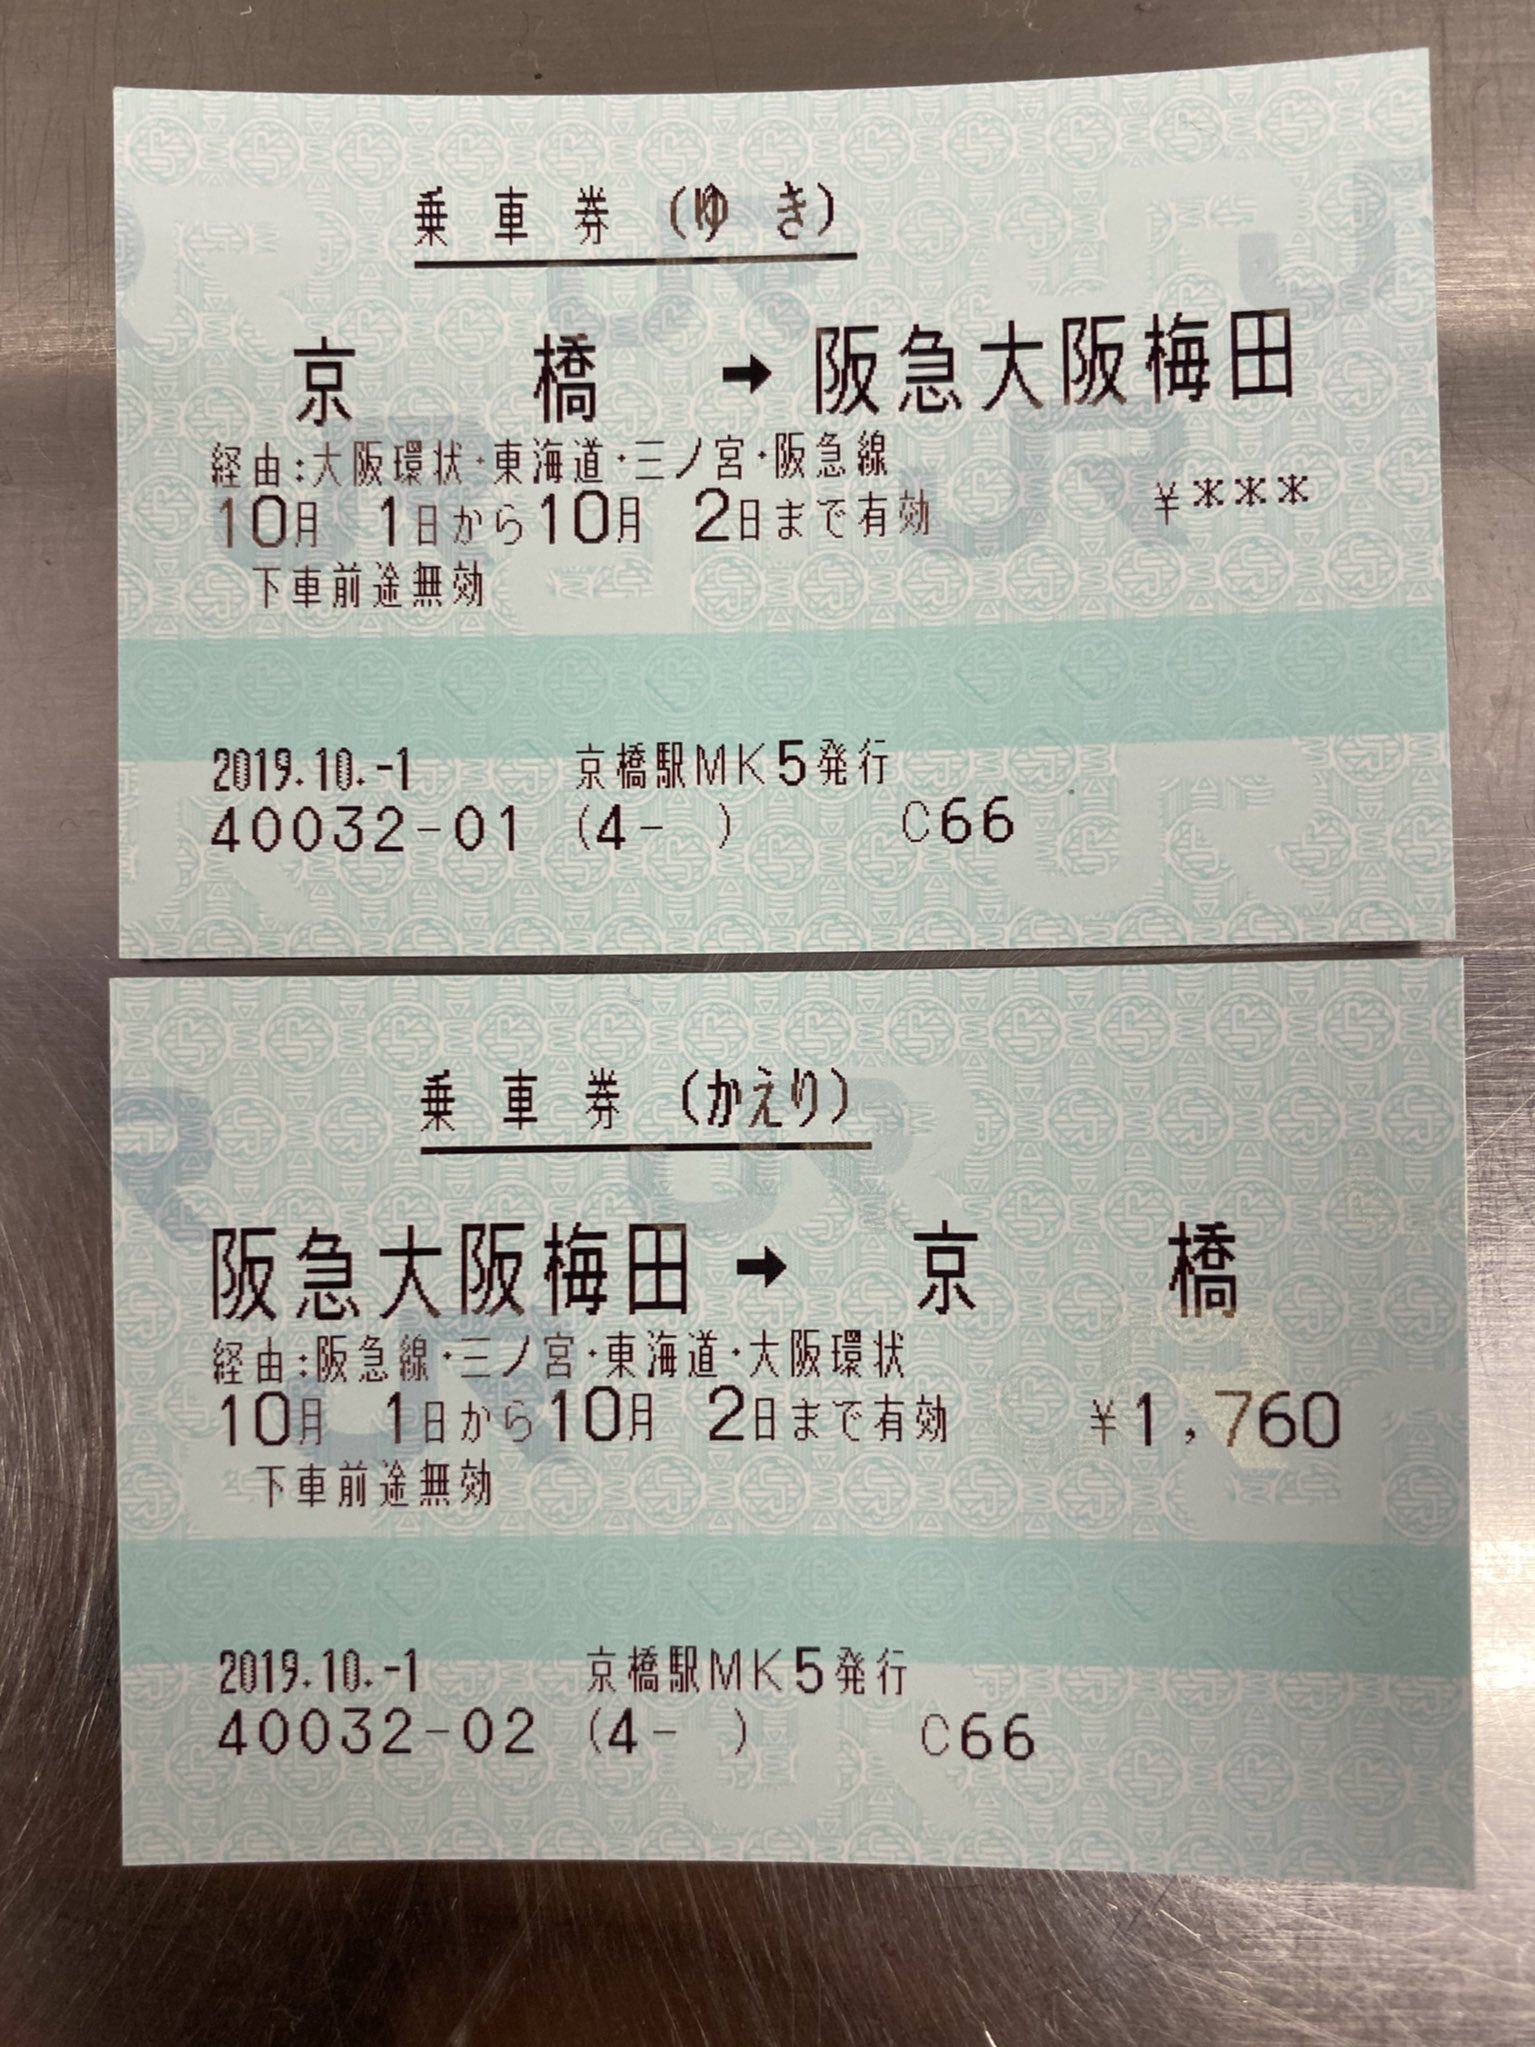 乗車券(ゆき)
京橋 → 阪急大阪梅田
経由:大阪環状・東海道・三ノ宮・阪急線
10月 1日から10月 2日まで有効 ¥***
下車前途無効
2019.10.-1 京橋駅MK5発行
40032-01 (4- ) C66
乗車券(かえり)
阪急大阪梅田 → 京橋
経由:阪急線・三ノ宮・東海道・大阪環状
10月 1日から10月 2日まで有効 ¥1,760
下車前途無効
2019.10.-1 京橋駅MK5発行
40032-02 (4- ) C66